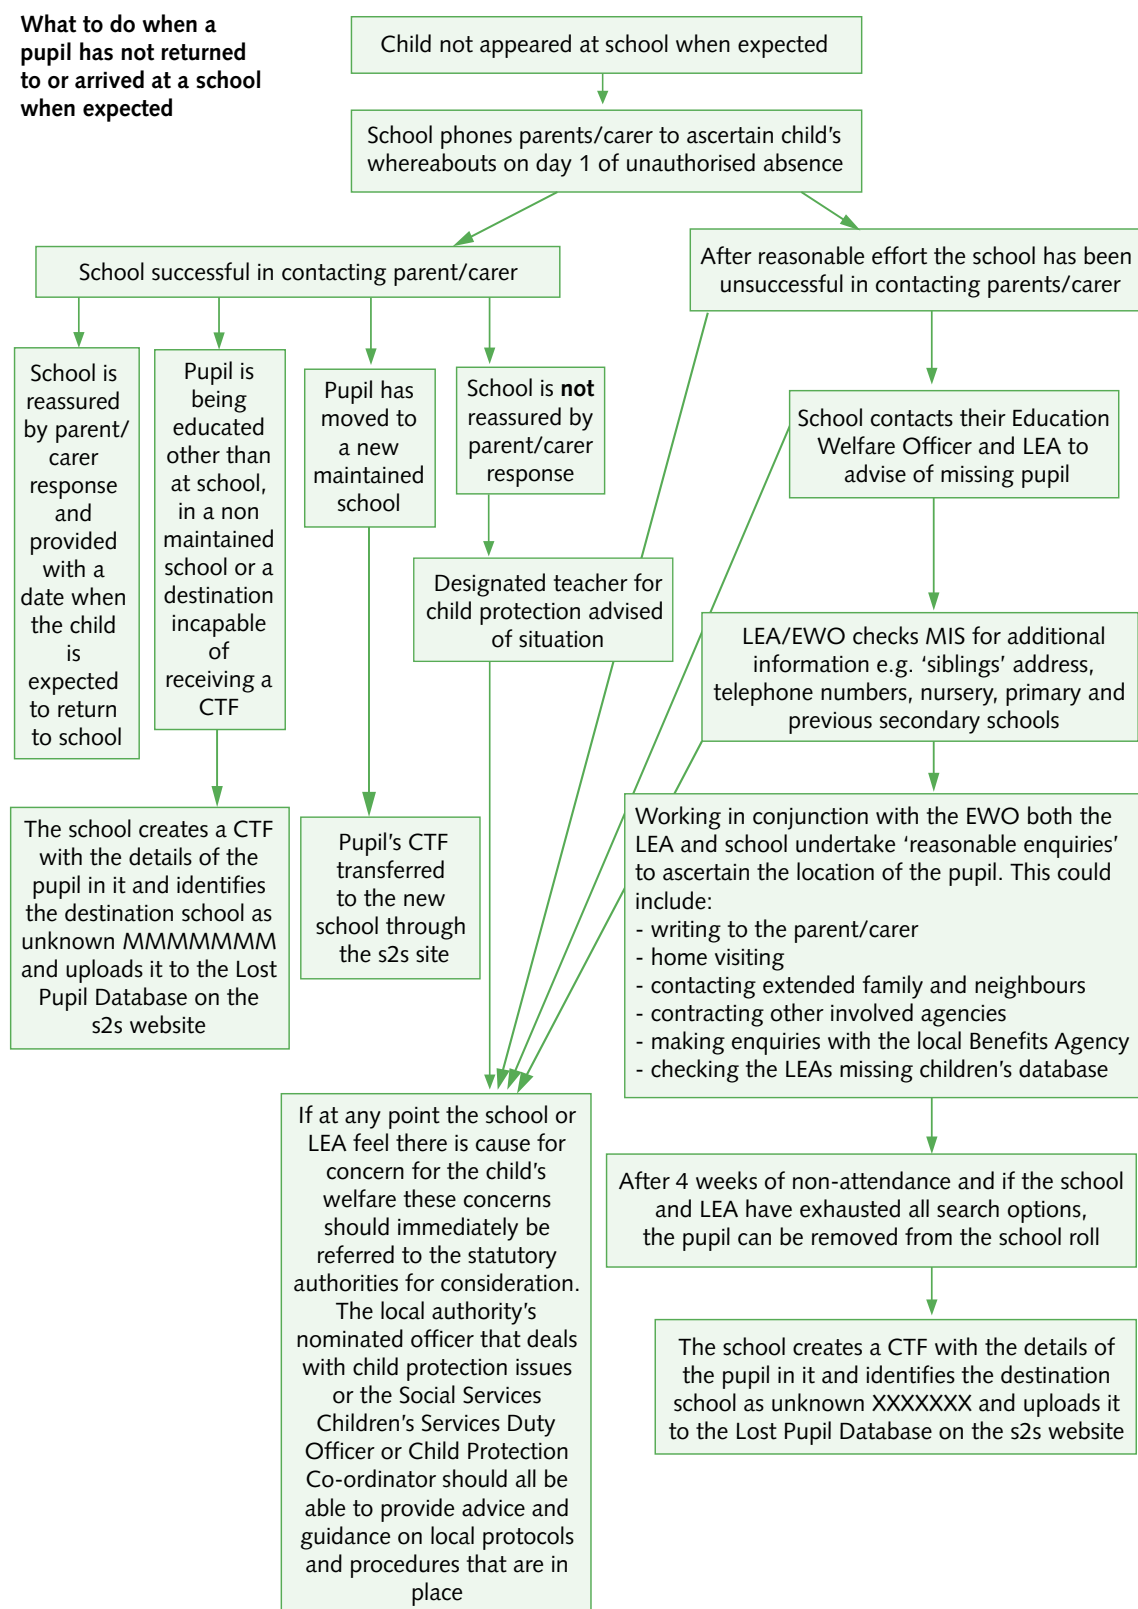 What to do when a
pupil has not returned
to or arrived at a school
when expected
Child not appeared at school when expected
School phones parents/carer to ascertain child's
whereabouts on day 1 of unauthorised absence
School successful in contacting parent/carer
After reasonable effort the school has been
unsuccessful in contacting parents/carer
School is
reassured
by parent/
carer
response
and
provided
with a
date when
the child
is
expected
to return
to school
Pupil is
being
educated
other than
at school,
in a non
maintained
school or a
destination
incapable
of
receiving a
CTF
Pupil has
moved to
a new
maintained
school
School is not
reassured by
parent/carer
response
School contacts their Education
Welfare Officer and LEA to
advise of missing pupil
Designated teacher for
child protection advised
of situation
LEA/EWO checks MIS for additional
information e.g. 'siblings' address,
telephone numbers, nursery, primary and
previous secondary schools
The school creates a CTF
with the details of the
pupil in it and identifies
the destination school as
unknown MMMMMMM
and uploads it to the Lost
Pupil Database on the
s2s website
Pupil's CTF
transferred
to the new
school through
the s2s site
Working in conjunction with the EWO both the
LEA and school undertake 'reasonable enquiries'
to ascertain the location of the pupil. This could
include:
- writing to the parent/carer
- home visiting
- contacting extended family and neighbours
- contracting other involved agencies
- making enquiries with the local Benefits Agency
- checking the LEAs missing children's database
If at any point the school or
LEA feel there is cause for
concern for the child's
welfare these concerns
should immediately be
referred to the statutory
authorities for consideration.
The local authority's
nominated officer that deals
with child protection issues
or the Social Services
Children's Services Duty
Officer or Child Protection
Co-ordinator should all be
able to provide advice and
guidance on local protocols
and procedures that are in
place
After 4 weeks of non-attendance and if the school
and LEA have exhausted all search options,
the pupil can be removed from the school roll
The school creates a CTF with the details of
the pupil in it and identifies the destination
school as unknown XXXXXXX and uploads it
to the Lost Pupil Database on the s2s website